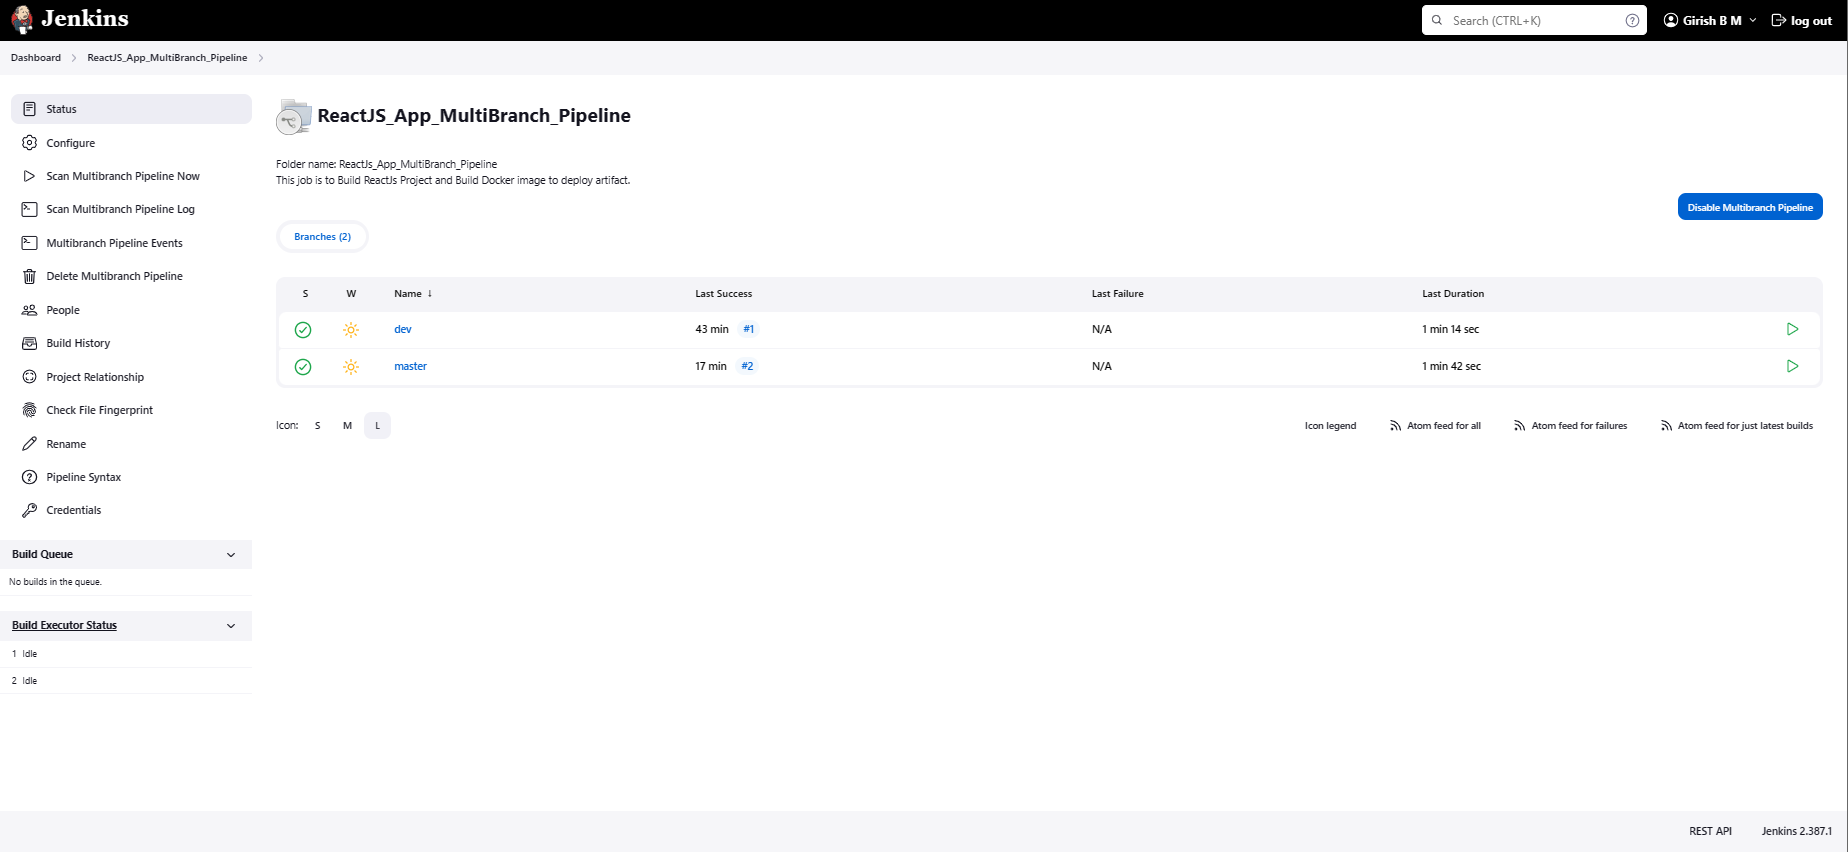 Jenkins
Search (CTRL+K)
Girish B M
log out
Dashboard
ReactJS_App_MultiBranch_Pipeline
Status
Configure
Scan Multibranch Pipeline Now
Scan Multibranch Pipeline Log
Multibranch Pipeline Events
Delete Multibranch Pipeline
People
Build History
Project Relationship
Check File Fingerprint
Rename
Pipeline Syntax
Credentials
Build Queue
No builds in the queue.
Build Executor Status
1 Idle
2 Idle
ReactJS_App_MultiBranch_Pipeline
Folder name: ReactJs_App_MultiBranch_Pipeline
This job is to Build ReactJs Project and Build Docker image to deploy artifact.
Disable Multibranch Pipeline
Branches (2)
S W Name ↓ Last Success Last Failure Last Duration
dev 43 min #1 N/A 1 min 14 sec
master 17 min #2 N/A 1 min 42 sec
Icon: S M L
Icon legend Atom feed for all Atom feed for failures Atom feed for just latest builds
REST API Jenkins 2.387.1